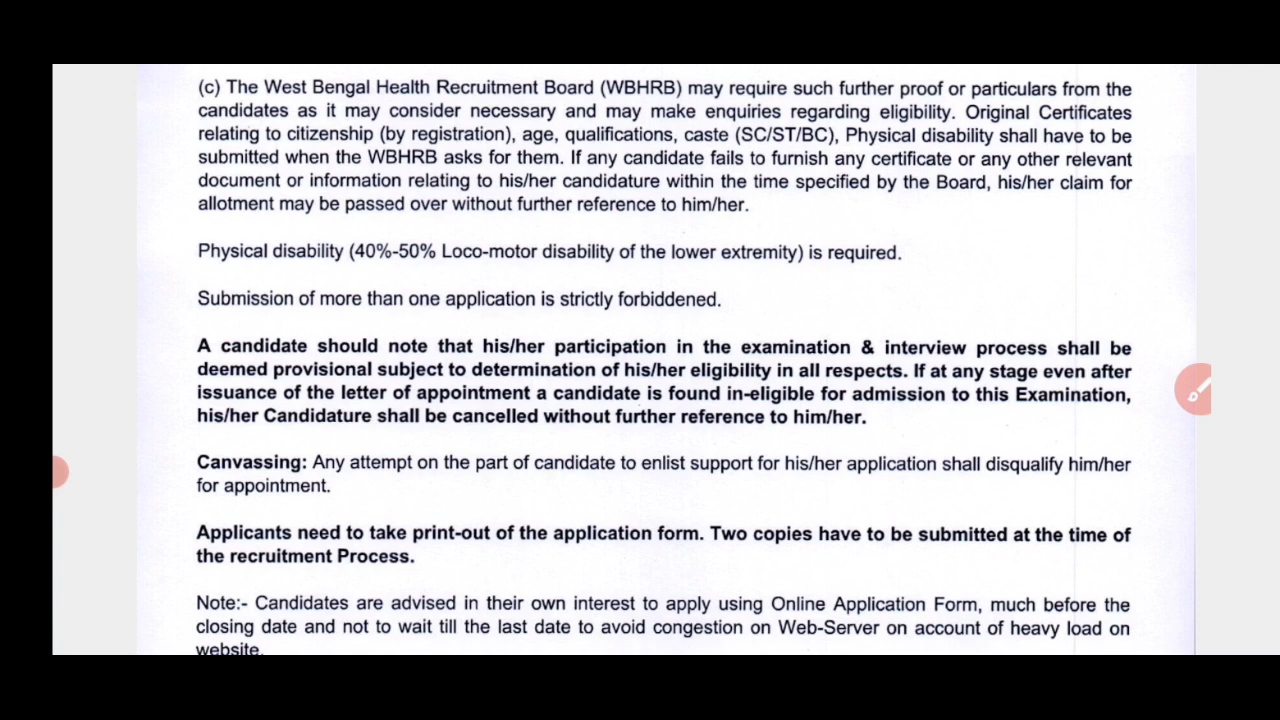 (c) The West Bengal Health Recruitment Board (WBHRB) may require such further proof or particulars from the
candidates as it may consider necessary and may make enquiries regarding eligibility. Original Certificates
relating to citizenship (by registration), age, qualifications, caste (SC/ST/BC), Physical disability shall have to be
submitted when the WBHRB asks for them. If any candidate fails to furnish any certificate or any other relevant
document or information relating to his/her candidature within the time specified by the Board, his/her claim for
allotment may be passed over without further reference to him/her.
Physical disability (40%-50% Loco-motor disability of the lower extremity) is required.
Submission of more than one application is strictly forbiddened.
A candidate should note that his/her participation in the examination & interview process shall be
deemed provisional subject to determination of his/her eligibility in all respects. If at any stage even after
issuance of the letter of appointment a candidate is found in-eligible for admission to this Examination,
his/her Candidature shall be cancelled without further reference to him/her.
Canvassing: Any attempt on the part of candidate to enlist support for his/her application shall disqualify him/her
for appointment.
Applicants need to take print-out of the application form. Two copies have to be submitted at the time of
the recruitment Process.
Note:- Candidates are advised in their own interest to apply using Online Application Form, much before the
closing date and not to wait till the last date to avoid congestion on Web-Server on account of heavy load on
website.